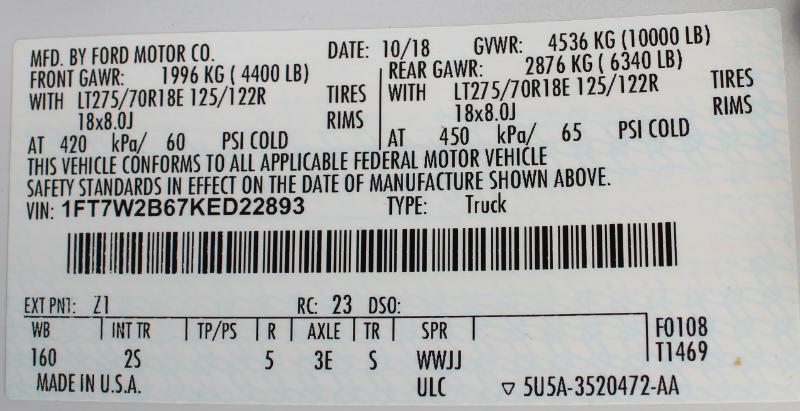 MFD. BY FORD MOTOR CO. DATE: 10/18 GVWR: 4536 KG (10000 LB)
FRONT GAWR: 1996 KG ( 4400 LB) REAR GAWR: 2876 KG ( 6340 LB)
WITH LT275/70R18E 125/122R TIRES WITH LT275/70R18E 125/122R TIRES
18x8.0J RIMS 18x8.0J RIMS
AT 420 kPa/ 60 PSI COLD AT 450 kPa/ 65 PSI COLD
THIS VEHICLE CONFORMS TO ALL APPLICABLE FEDERAL MOTOR VEHICLE
SAFETY STANDARDS IN EFFECT ON THE DATE OF MANUFACTURE SHOWN ABOVE.
VIN: 1FT7W2B67KED22893 TYPE: Truck
EXT PNT: Z1 RC: 23 DSO:
WB INT TR TP/PS R AXLE TR SPR F0108
160 2S 5 3E S WWJJ T1469
MADE IN U.S.A. ULC ▽ 5U5A-3520472-AA